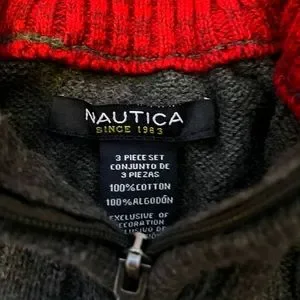 NAUTICA
SINCE 1983
3 PIECE SET
CONJUNTO DE
3 PIEZAS
100% COTTON
100% ALGODÓN
EXCLUSIVE OF
DECORATION